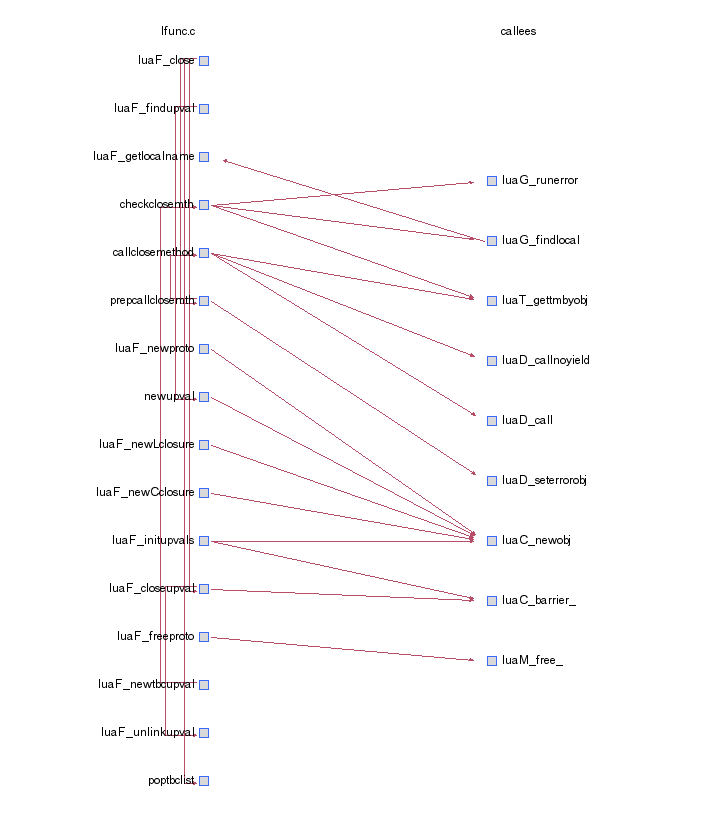 lfunc.c
callees
luaF_close
luaF_findupval
luaF_getlocalname
checkclosemth
callclosemethod
prepcallclosemth
luaF_newproto
newupval
luaF_newLclosure
luaF_newCclosure
luaF_initupvals
luaF_closeupval
luaF_freeproto
luaF_newtbcupval
luaF_unlinkupval
poptbclist
luaG_runerror
luaG_findlocal
luaT_gettmbyobj
luaD_callnoyield
luaD_call
luaD_seterrorobj
luaC_newobj
luaC_barrier_
luaM_free_